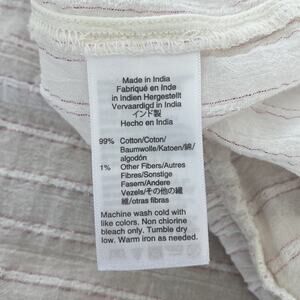 Made in India
Fabriqué en Inde
in Indien Hergestellt
Vervaardigd in India
インド製
Hecho en India
99% Cotton/Coton/
Baumwolle/Katoen/綿/
algodón
1% Other Fibers/Autres
Fibres/Sonstige
Fasern/Andere
Vezels/その他の繊
維/otras fibras
Machine wash cold with
like colors. Non chlorine
bleach only. Tumble dry
low. Warm iron as needed.